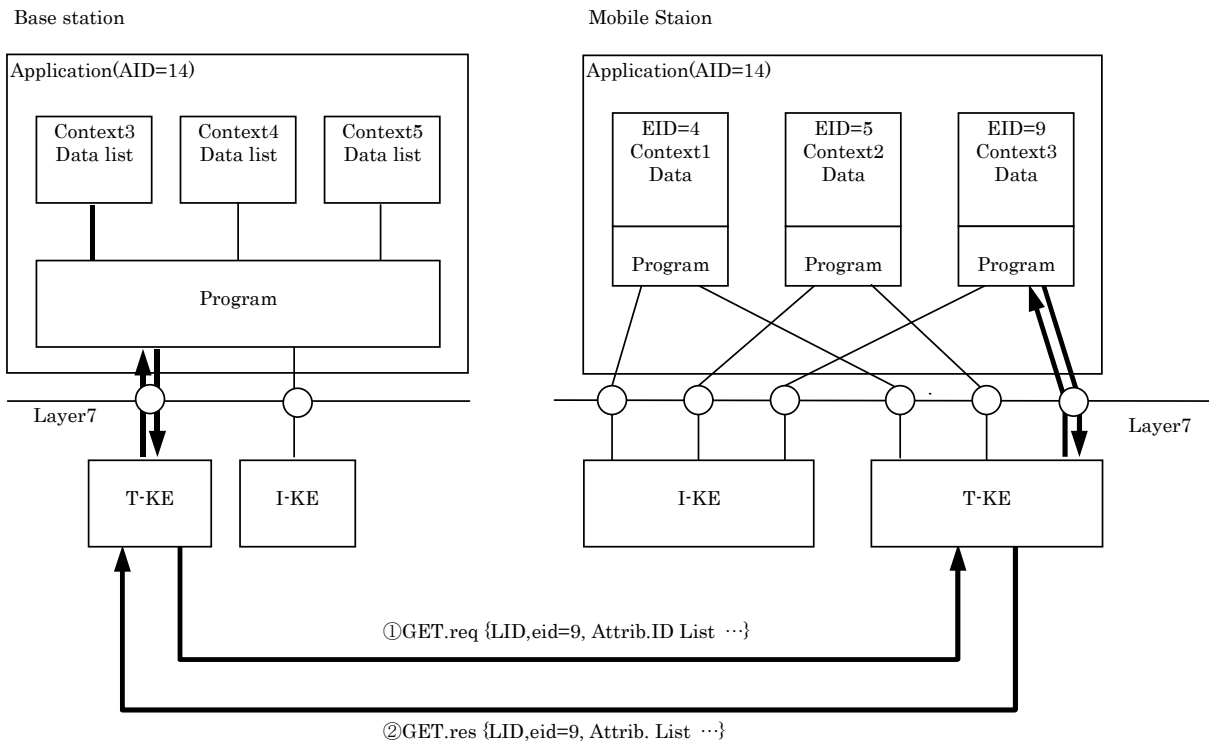 Base station
Mobile Staion
Application(AID=14)
Context3
Data list
Context4
Data list
Context5
Data list
Program
Layer7
T-KE
I-KE
Application(AID=14)
EID=4
Context1
Data
EID=5
Context2
Data
EID=9
Context3
Data
Program
Program
Program
Layer7
I-KE
T-KE
①GET.req {LID,eid=9, Attrib.ID List ⋯}
②GET.res {LID,eid=9, Attrib. List ⋯}